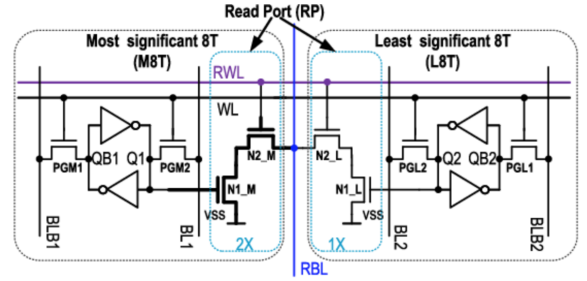 Read Port (RP)
Most significant 8T
(M8T)
Least significant 8T
(L8T)
RWL
WL
PGM1
QB1
Q1
PGM2
N2_M
N2_L
PGL2
Q2
QB2
PGL1
N1_M
N1_L
VSS
VSS
BLB1
BL1
2X
1X
BL2
BLB2
RBL